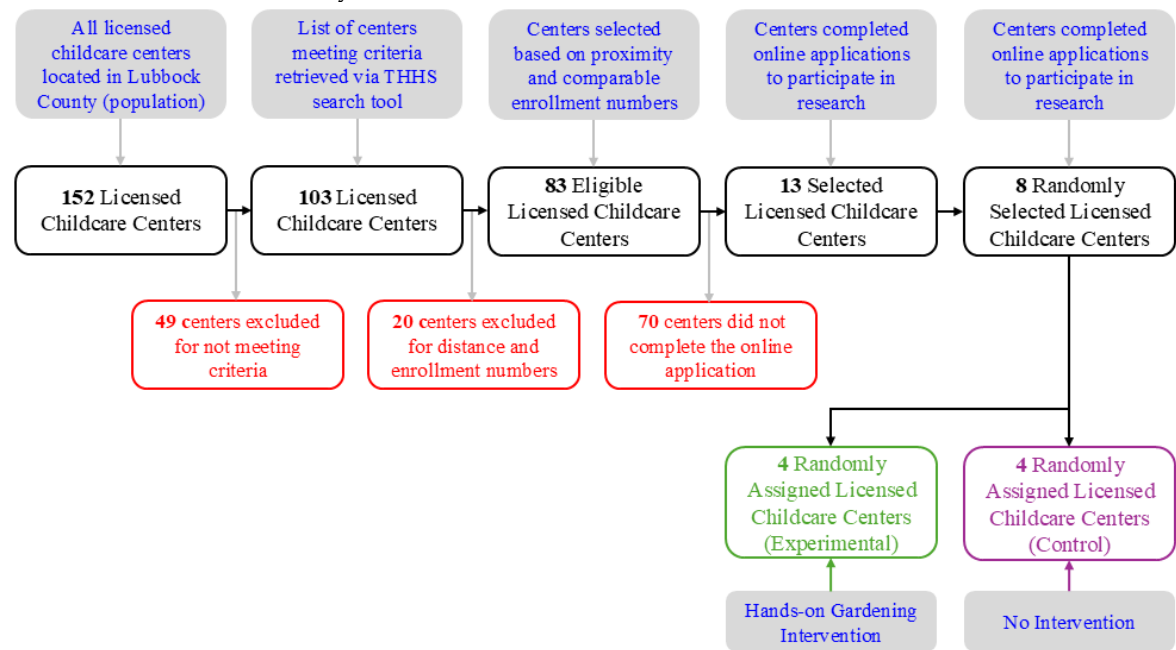 All licensed
childcare centers
located in Lubbock
County (population)
List of centers
meeting criteria
retrieved via THHS
search tool
Centers selected
based on proximity
and comparable
enrollment numbers
Centers completed
online applications
to participate in
research
Centers completed
online applications
to participate in
research
152 Licensed
Childcare Centers
103 Licensed
Childcare Centers
83 Eligible
Licensed Childcare
Centers
13 Selected
Licensed Childcare
Centers
8 Randomly
Selected Licensed
Childcare Centers
49 centers excluded
for not meeting
criteria
20 centers excluded
for distance and
enrollment numbers
70 centers did not
complete the online
application
4 Randomly
Assigned Licensed
Childcare Centers
(Experimental)
4 Randomly
Assigned Licensed
Childcare Centers
(Control)
Hands-on Gardening
Intervention
No Intervention